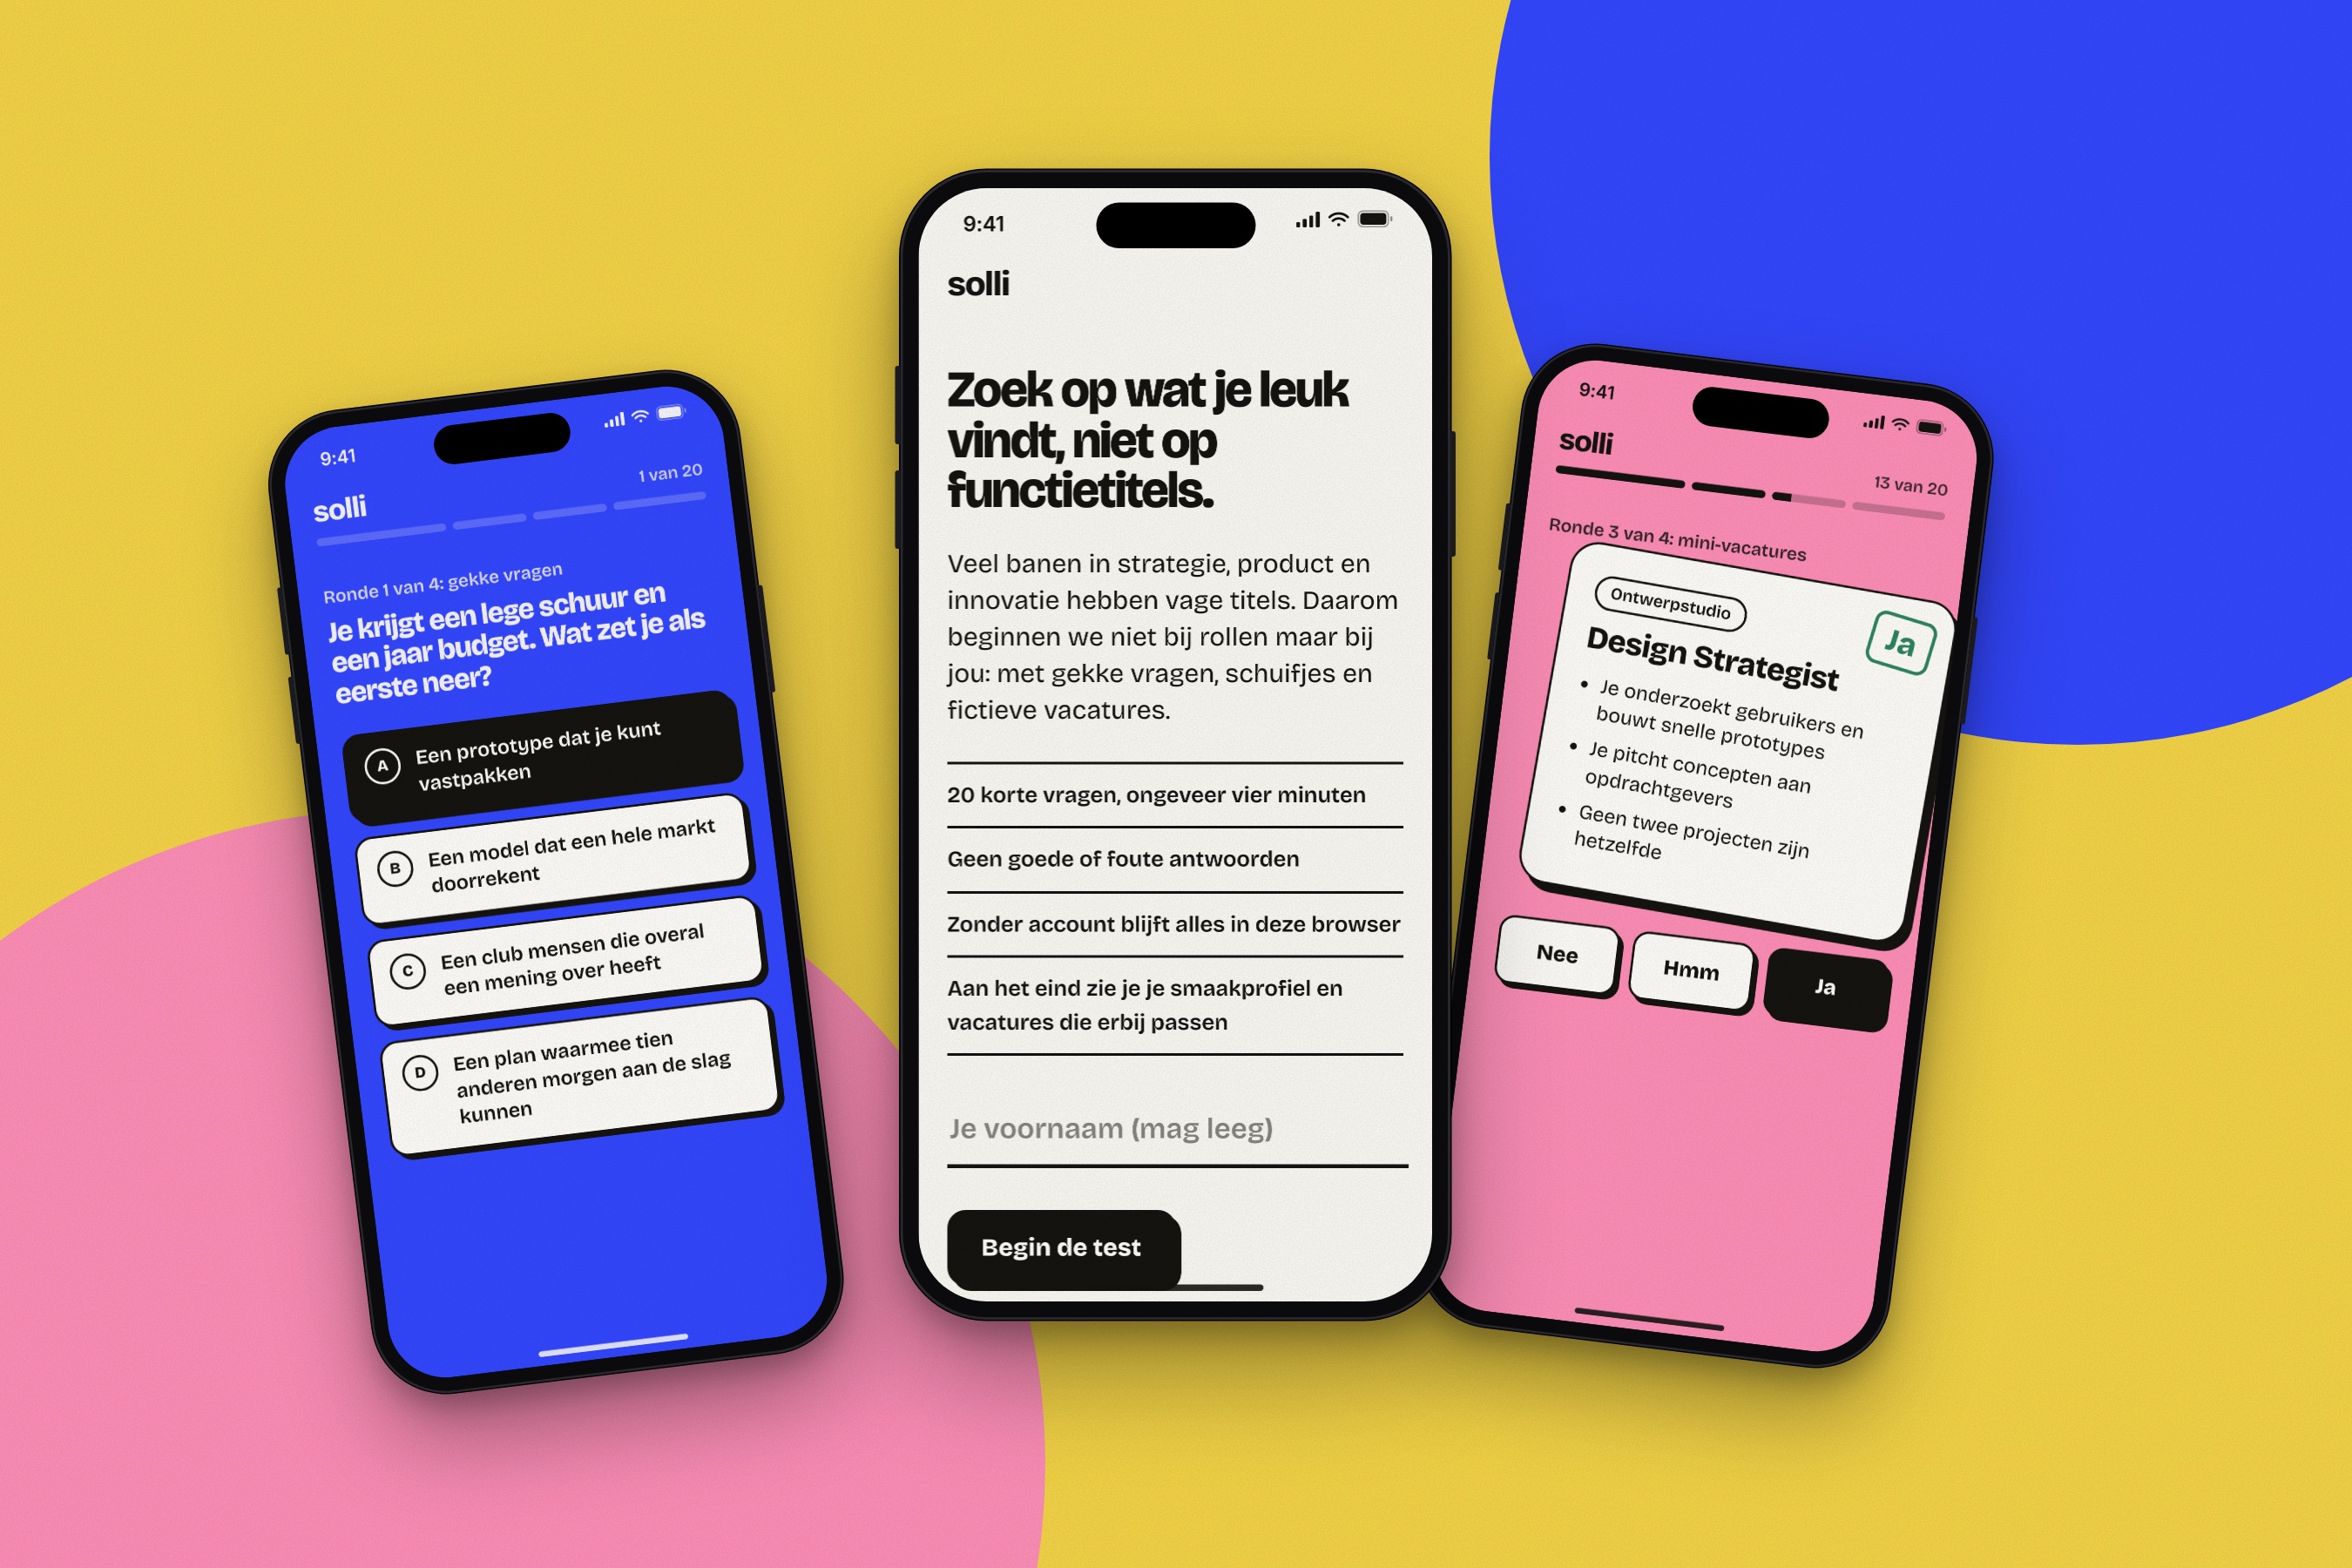 9:41
solli
1 van 20
Ronde 1 van 4: gekke vragen
Je krijgt een lege schuur en
een jaar budget. Wat zet je als
eerste neer?
A
Een prototype dat je kunt
vastpakken
B
Een model dat een hele markt
doorrekent
C
Een club mensen die overal
een mening over heeft
D
Een plan waarmee tien
anderen morgen aan de slag
kunnen
9:41
solli
Zoek op wat je leuk
vindt, niet op
functietitels.
Veel banen in strategie, product en
innovatie hebben vage titels. Daarom
beginnen we niet bij rollen maar bij
jou: met gekke vragen, schuifjes en
fictieve vacatures.
20 korte vragen, ongeveer vier minuten
Geen goede of foute antwoorden
Zonder account blijft alles in deze browser
Aan het eind zie je je smaakprofiel en
vacatures die erbij passen
Je voornaam (mag leeg)
Begin de test
9:41
solli
13 van 20
Ronde 3 van 4: mini-vacatures
Ontwerpstudio
Ja
Design Strategist
• Je onderzoekt gebruikers en
bouwt snelle prototypes
• Je pitcht concepten aan
opdrachtgevers
• Geen twee projecten zijn
hetzelfde
Nee
Hmm
Ja